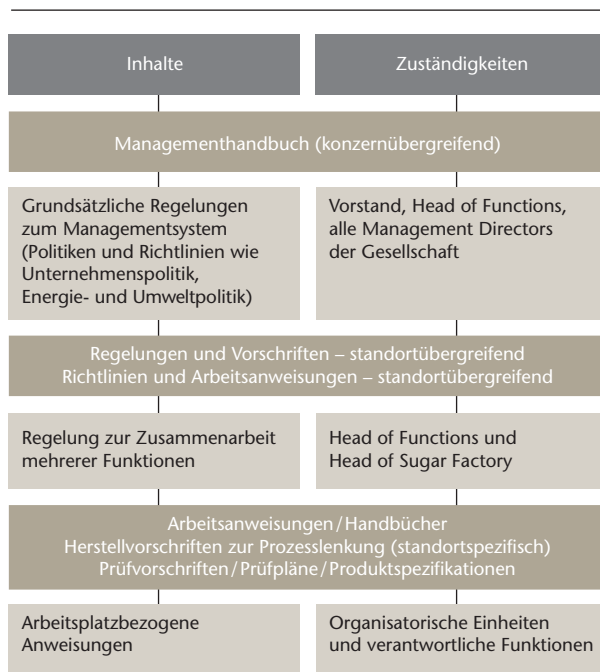 Inhalte
Zuständigkeiten
Managementhandbuch (konzernübergreifend)
Grundsätzliche Regelungen
zum Managementsystem
(Politiken und Richtlinien wie
Unternehmenspolitik,
Energie- und Umweltpolitik)
Vorstand, Head of Functions,
alle Management Directors
der Gesellschaft
Regelungen und Vorschriften – standortübergreifend
Richtlinien und Arbeitsanweisungen – standortübergreifend
Regelung zur Zusammenarbeit
mehrerer Funktionen
Head of Functions und
Head of Sugar Factory
Arbeitsanweisungen/Handbücher
Herstellvorschriften zur Prozesslenkung (standortspezifisch)
Prüfvorschriften/Prüfpläne/Produktspezifikationen
Arbeitsplatzbezogene
Anweisungen
Organisatorische Einheiten
und verantwortliche Funktionen